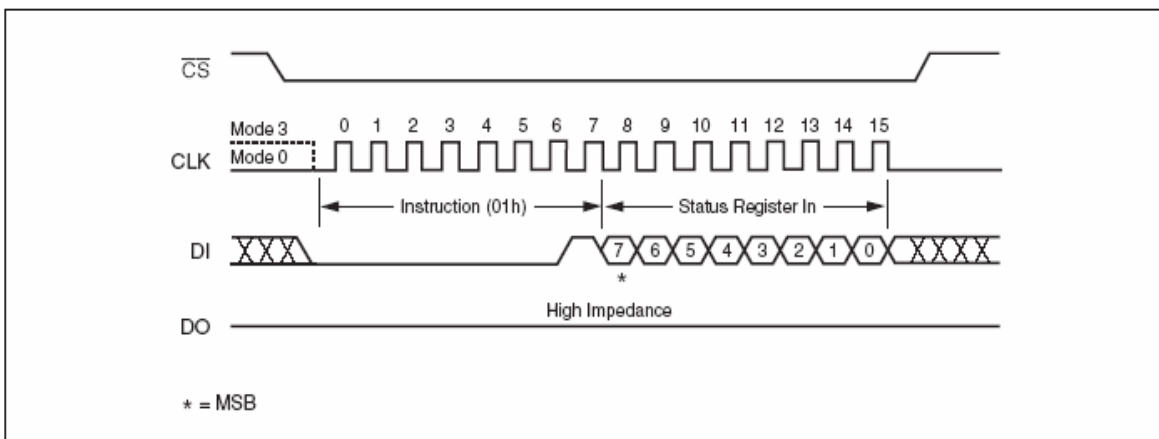 CS
Mode 3
Mode 0
CLK
0 1 2 3 4 5 6 7 8 9 10 11 12 13 14 15
Instruction (01h)
Status Register In
DI
7 6 5 4 3 2 1 0
*
High Impedance
DO
* = MSB